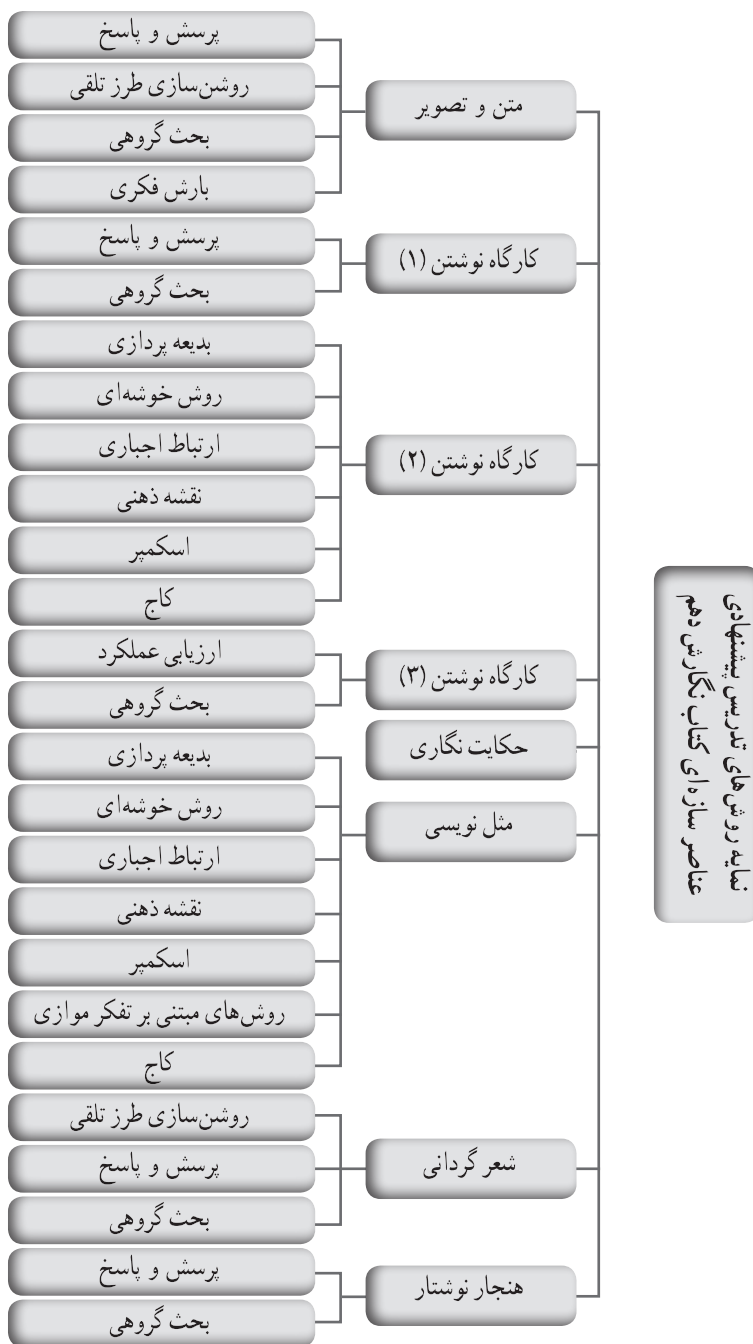 نمایه روش‌های تدریس پیشنهادی
عناصر سازه‌ای کتاب نگارش دهم
متن و تصویر
پرسش و پاسخ
روشن‌سازی طرز تلقی
بحث گروهی
بارش فکری
کارگاه نوشتن (۱)
پرسش و پاسخ
بحث گروهی
کارگاه نوشتن (۲)
بدیعه پردازی
روش خوشه‌ای
ارتباط اجباری
نقشه ذهنی
اسکمپر
کاج
کارگاه نوشتن (۳)
ارزیابی عملکرد
بحث گروهی
حکایت نگاری
مثل نویسی
بدیعه پردازی
روش خوشه‌ای
ارتباط اجباری
نقشه ذهنی
اسکمپر
روش‌های مبتنی بر تفکر موازی
کاج
شعر گردانی
روشن‌سازی طرز تلقی
پرسش و پاسخ
بحث گروهی
هنجار نوشتار
پرسش و پاسخ
بحث گروهی